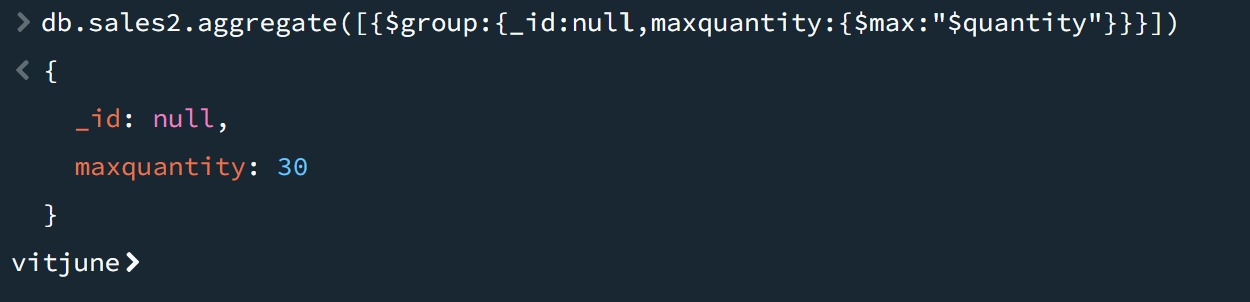 > db.sales2.aggregate([{$group:{_id:null,maxquantity:{$max:"$quantity"}}}])
< {
_id: null,
maxquantity: 30
}
vitjune>